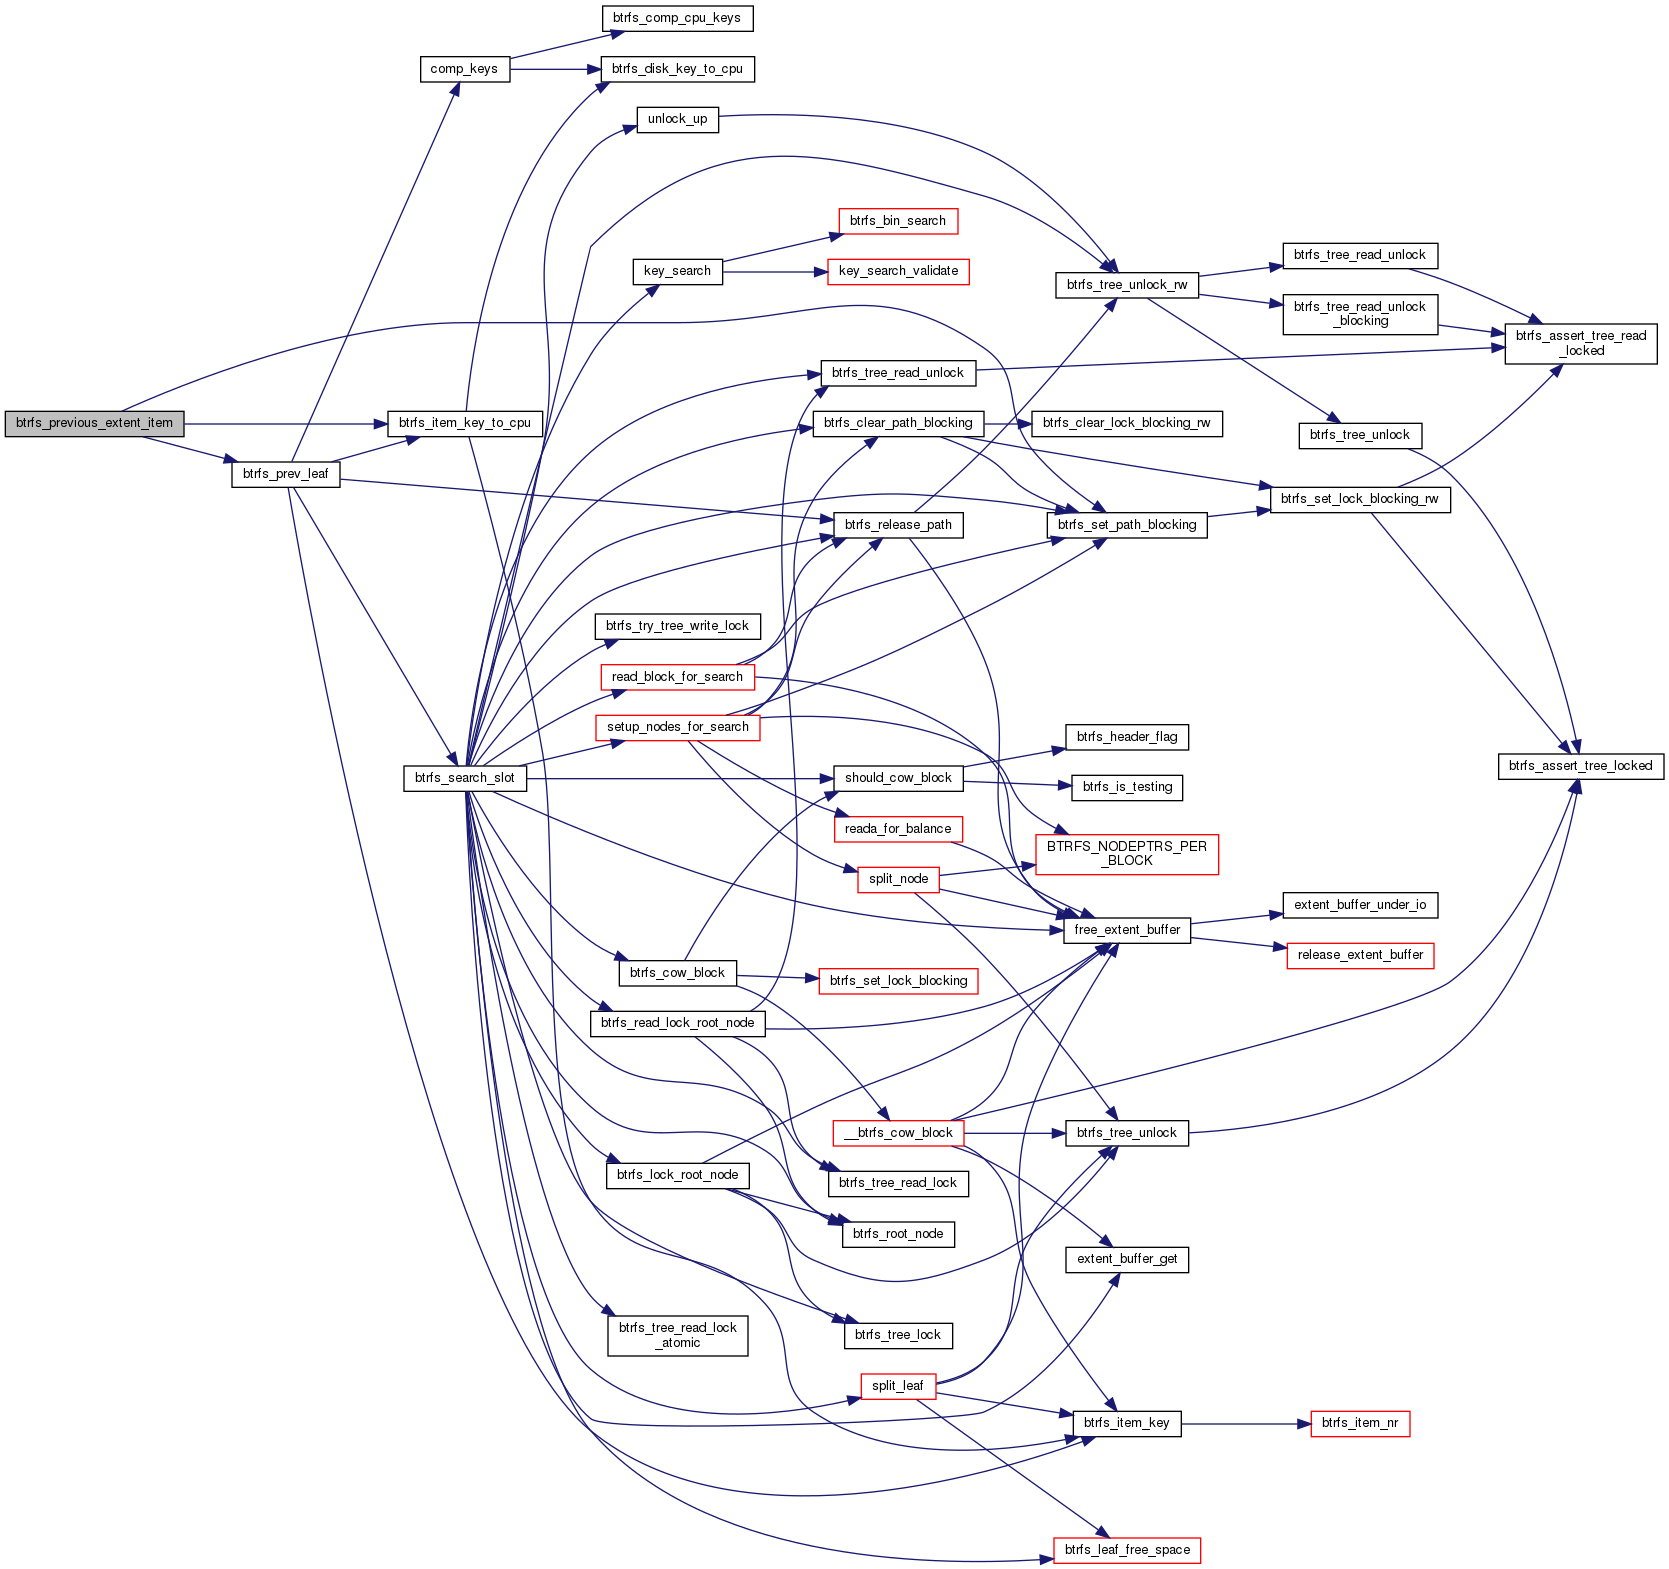 btrfs_comp_cpu_keys
comp_keys
btrfs_disk_key_to_cpu
unlock_up
btrfs_bin_search
btrfs_tree_read_unlock
key_search
key_search_validate
btrfs_tree_unlock_rw
btrfs_tree_read_unlock
_blocking
btrfs_assert_tree_read
_locked
btrfs_tree_read_unlock
btrfs_previous_extent_item
btrfs_item_key_to_cpu
btrfs_clear_path_blocking
btrfs_clear_lock_blocking_rw
btrfs_tree_unlock
btrfs_prev_leaf
btrfs_set_lock_blocking_rw
btrfs_release_path
btrfs_set_path_blocking
btrfs_try_tree_write_lock
read_block_for_search
setup_nodes_for_search
btrfs_header_flag
btrfs_search_slot
should_cow_block
btrfs_is_testing
btrfs_assert_tree_locked
reada_for_balance
BTRFS_NODEPTRS_PER
_BLOCK
split_node
extent_buffer_under_io
free_extent_buffer
release_extent_buffer
btrfs_cow_block
btrfs_set_lock_blocking
btrfs_read_lock_root_node
__btrfs_cow_block
btrfs_tree_unlock
btrfs_lock_root_node
btrfs_tree_read_lock
btrfs_root_node
extent_buffer_get
btrfs_tree_read_lock
_atomic
btrfs_tree_lock
split_leaf
btrfs_item_key
btrfs_item_nr
btrfs_leaf_free_space